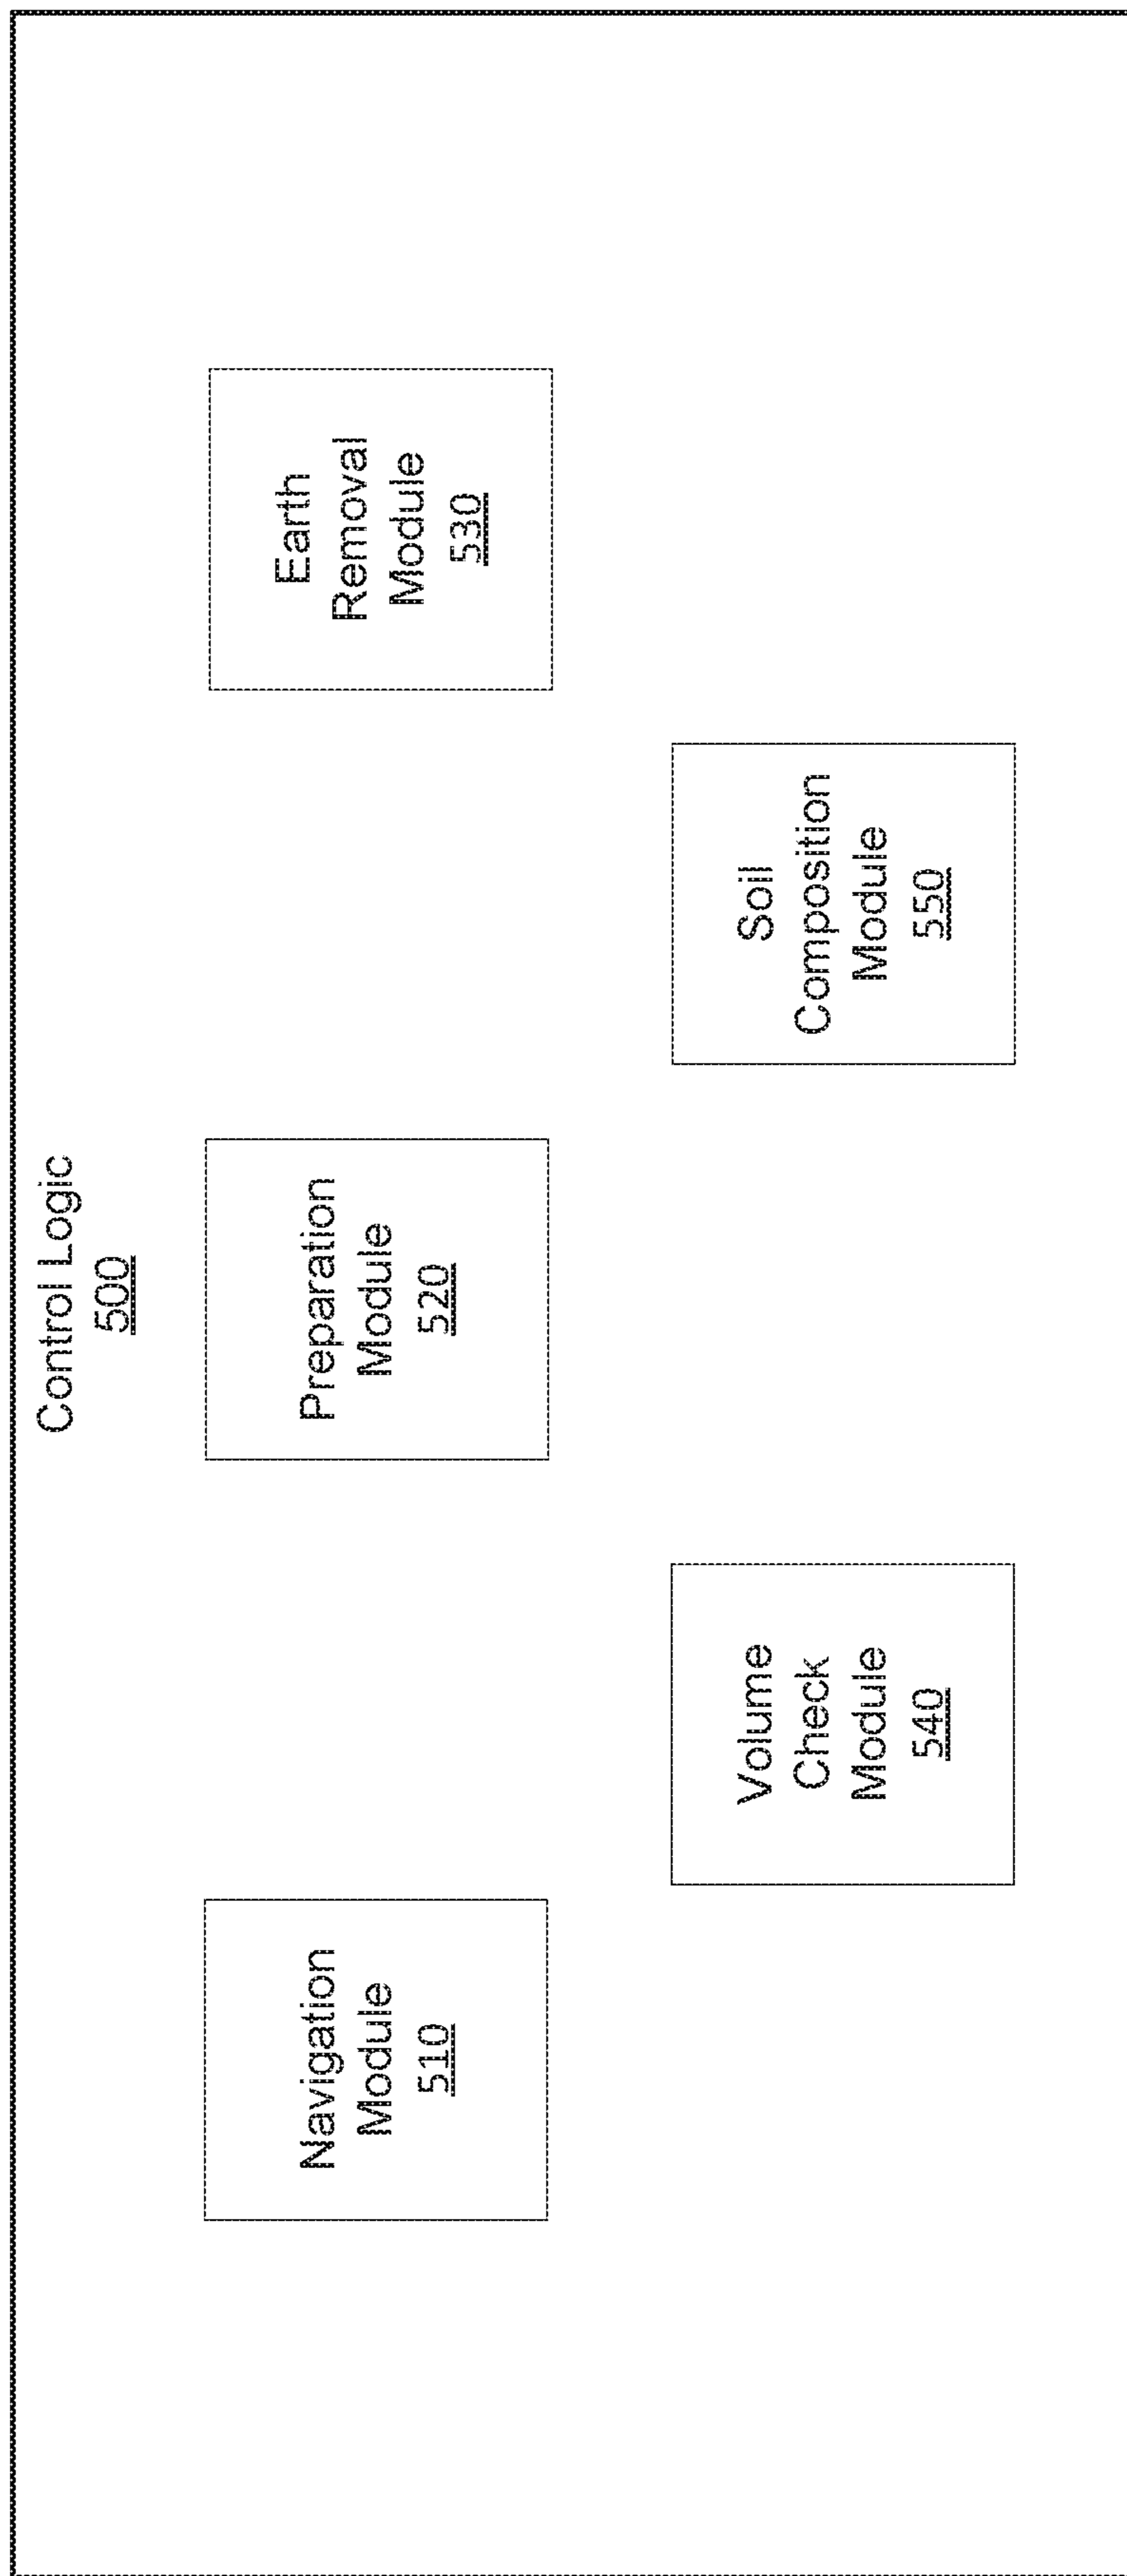 Control Logic
500
Navigation
Module
510
Preparation
Module
520
Earth
Removal
Module
530
Volume
Check
Module
540
Soil
Composition
Module
550